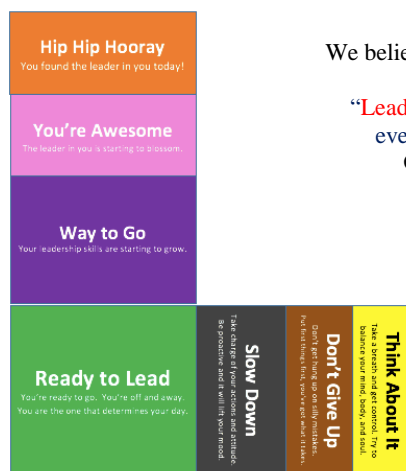 Hip Hip Hooray
You found the leader in you today!
We belie
"Lead
eve
You're Awesome
The leader in you is starting to blossom.
Way to Go
Your leadership skills are starting to grow.
Ready to Lead
You're ready to go. You're off and away.
You are the one that determines your day.
Slow Down
Take charge of your actions and attitude.
Be proactive and it will lift your mood.
Don't Give Up
Don't get hung up on silly mistakes.
Put first things first, you've got what it takes.
Think About It
Take a breath and get control. Try to
balance your mind, body, and soul.